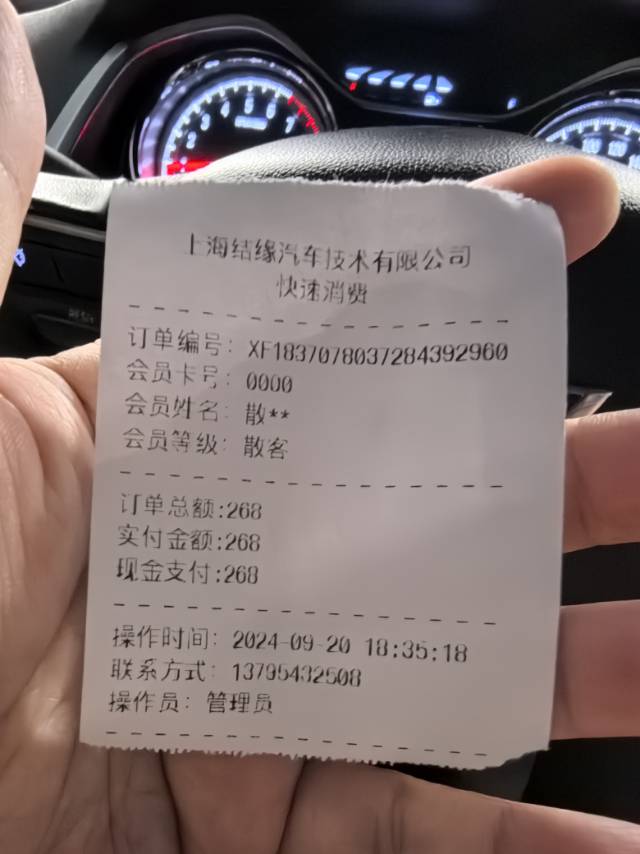 上海结缘汽车技术有限公司
快速消费
订单编号: XF1837078037284392960
会员卡号: 0000
会员姓名: 散**
会员等级: 散客
订单总额:268
实付金额:268
现金支付:268
操作时间: 2024-09-20 18:35:18
联系方式: 13795432508
操作员: 管理员